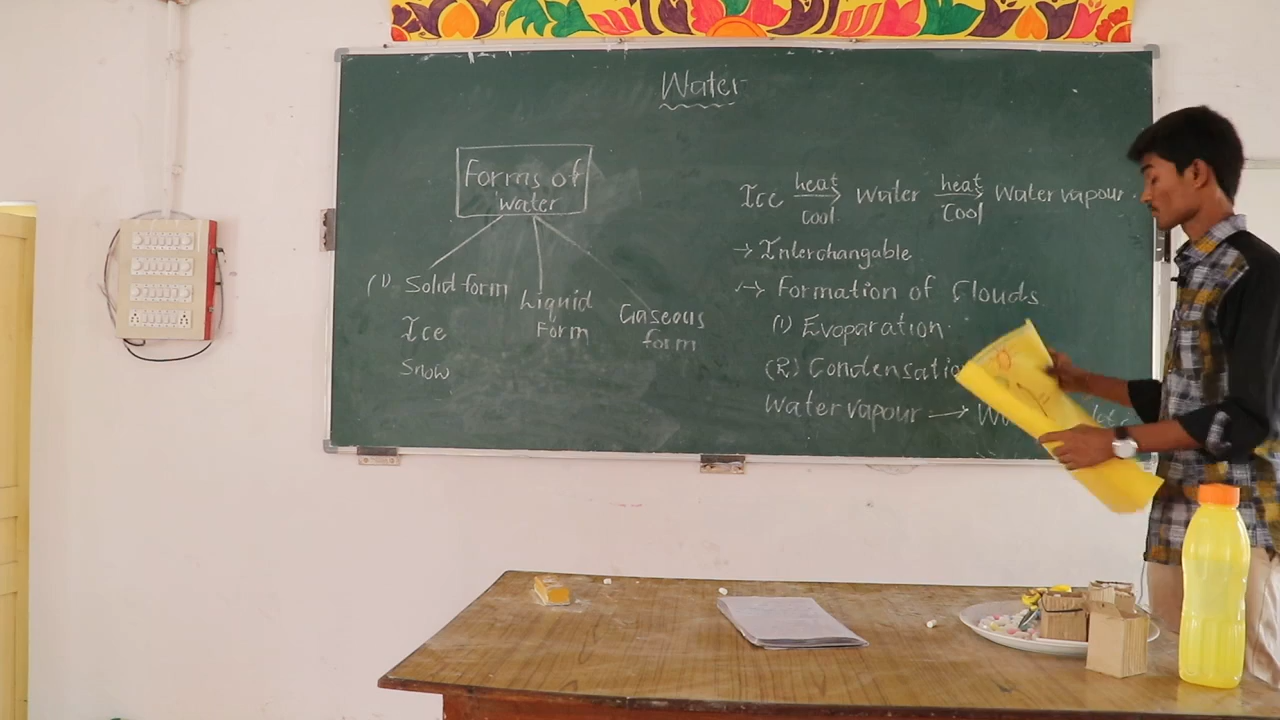 Water
Forms of
water
(1) Solid form
Ice
Snow
Liquid
Form
Gaseous
form
Ice heat → cool Water heat → Cool Water vapour
→ Interchangable
→ Formation of Clouds
(1) Evoparation
(2) Condensatio
Water vapour →